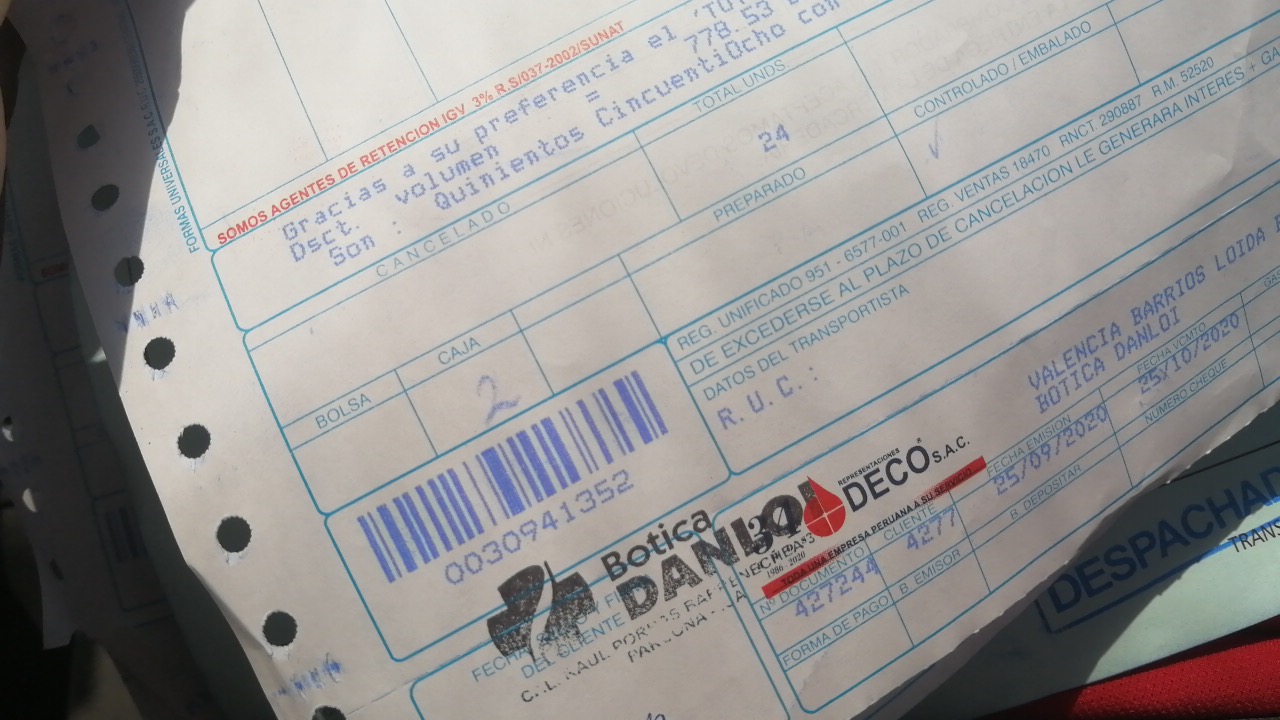 FORMAS UNIVERSALES S.A.C.
SOMOS AGENTES DE RETENCION IGV 3% R.S/037-2002/SUNAT
Gracias a su preferencia el
Dsct. volumen = 778.53
Son : Quinientos CincuentiOcho con
CANCELADO
TOTAL UNDS.
24
CONTROLADO / EMBALADO
PREPARADO
BOLSA
CAJA
2
0030941352
REG. UNIFICADO 951 - 6577-001 REG. VENTAS 18470 RNCT. 290887 R.M. 52520
DE EXCEDERSE AL PLAZO DE CANCELACION LE GENERARA INTERES + GA
DATOS DEL TRANSPORTISTA
R.U.C.:
VALENCIA BARRIOS LOIDA
BOTICA DANLOI
REPRESENTACIONES
DECO S.A.C.
34
1986 - 2020
TODA UNA EMPRESA PERUANA A SU SERVICIO
FECHA EMISION
25/09/2020
FECHA VCMTO
25/10/2020
Nº DOCUMENTO
427244
CLIENTE
4277
B. DEPOSITAR
NUMERO CHEQUE
FORMA DE PAGO
B. EMISOR
Botica
DANLOI
DEL CLIENTE
DESPACHAD
TRANS